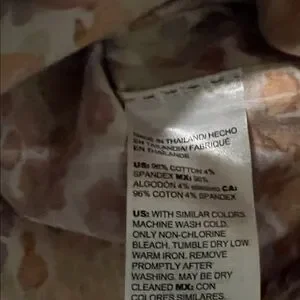 MADE IN THAILAND/ HECHO
EN TAILANDIA/ FABRIQUÉ
EN THAÏLANDE
US: 96% COTTON 4%
SPANDEX MX: 96%
ALGODÓN 4% CA:
96% COTON 4% SPANDEX
US: WITH SIMILAR COLORS.
MACHINE WASH COLD.
ONLY NON-CHLORINE
BLEACH. TUMBLE DRY LOW
WARM IRON. REMOVE
PROMPTLY AFTER
WASHING. MAY BE DRY
CLEANED MX: CON
COLORES SIMILARES.